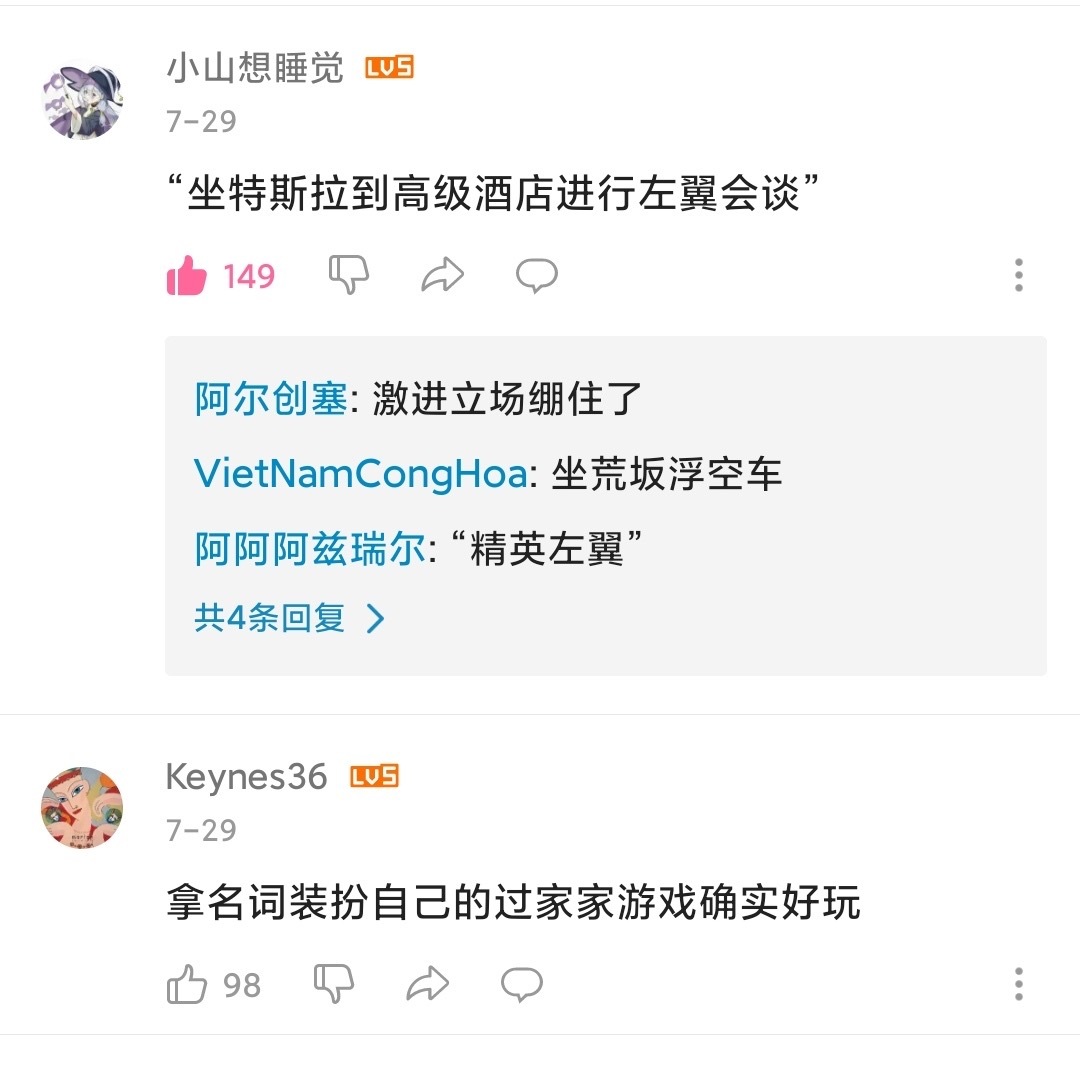 小山想睡觉 LV5
7-29
“坐特斯拉到高级酒店进行左翼会谈”
149
阿尔创塞: 激进立场绷住了
VietNamCongHoa: 坐荒坂浮空车
阿阿阿兹瑞尔: “精英左翼”
共4条回复
Keynes36 LV5
7-29
拿名词装扮自己的过家家游戏确实好玩
98